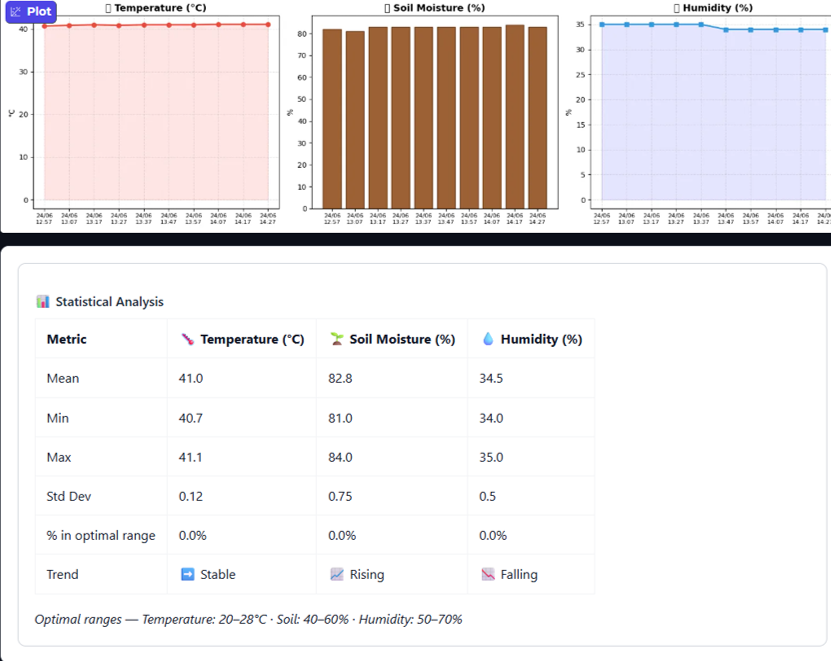 Plot
Temperature (°C)
°C
40
30
20
10
0
24/06 24/06 24/06 24/06 24/06 24/06 24/06 24/06 24/06 24/06
12:57 13:07 13:17 13:27 13:37 13:47 13:57 14:07 14:17 14:27
Soil Moisture (%)
%
80
70
60
50
40
30
20
10
0
24/06 24/06 24/06 24/06 24/06 24/06 24/06 24/06 24/06 24/06
12:57 13:07 13:17 13:27 13:37 13:47 13:57 14:07 14:17 14:27
Humidity (%)
%
35
30
25
20
15
10
5
0
24/06 24/06 24/06 24/06 24/06 24/06 24/06 24/06 24/06 24/06
12:57 13:07 13:17 13:27 13:37 13:47 13:57 14:07 14:17 14:27
Statistical Analysis
Metric Temperature (°C) Soil Moisture (%) Humidity (%)
Mean 41.0 82.8 34.5
Min 40.7 81.0 34.0
Max 41.1 84.0 35.0
Std Dev 0.12 0.75 0.5
% in optimal range 0.0% 0.0% 0.0%
Trend Stable Rising Falling
Optimal ranges — Temperature: 20–28°C · Soil: 40–60% · Humidity: 50–70%